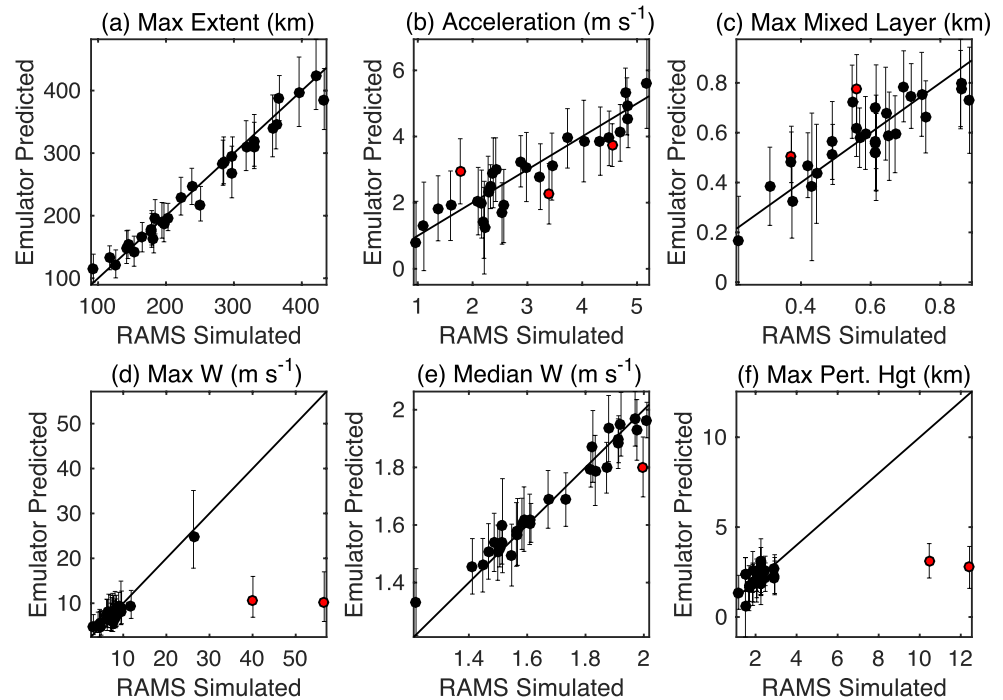 (a) Max Extent (km)
Emulator Predicted
400
300
200
100
100 200 300 400
RAMS Simulated
(b) Acceleration (m s-1)
Emulator Predicted
6
4
2
0
1 2 3 4 5
RAMS Simulated
(c) Max Mixed Layer (km)
Emulator Predicted
0.8
0.6
0.4
0.2
0
0.4 0.6 0.8
RAMS Simulated
(d) Max W (m s-1)
Emulator Predicted
50
40
30
20
10
10 20 30 40 50
RAMS Simulated
(e) Median W (m s-1)
Emulator Predicted
2
1.8
1.6
1.4
1.4 1.6 1.8 2
RAMS Simulated
(f) Max Pert. Hgt (km)
Emulator Predicted
10
5
0
2 4 6 8 10 12
RAMS Simulated